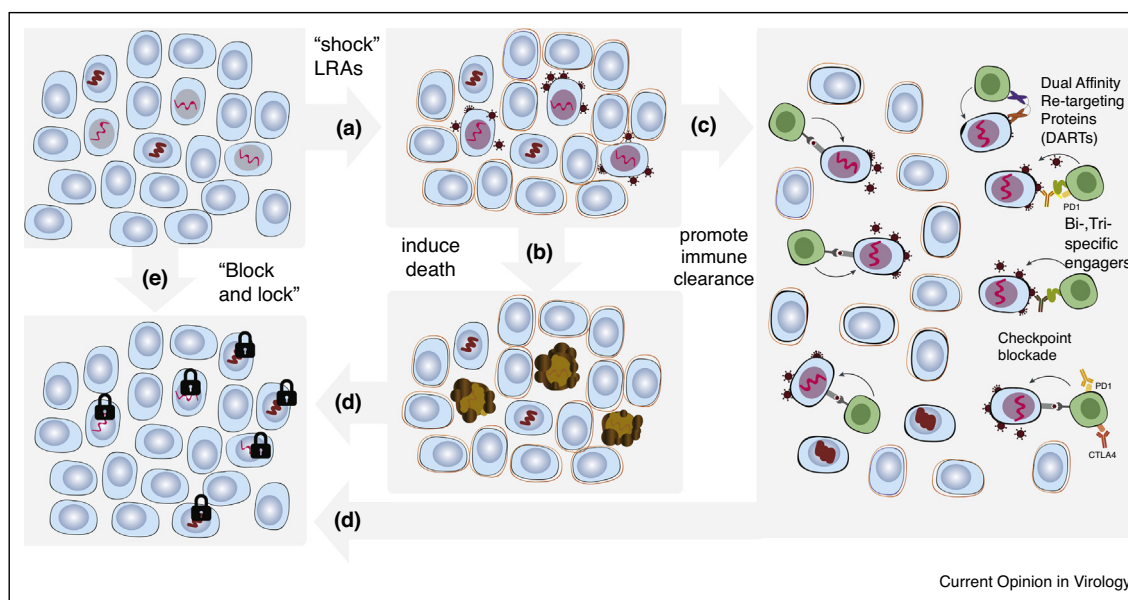 “shock”
LRAs
(a)
(c)
Dual Affinity
Re-targeting
Proteins
(DARTs)
PD1
Bi-,Tri-
specific
engagers
induce
death
(b)
promote
immune
clearance
(e)
“Block
and lock”
Checkpoint
blockade
PD1
CTLA4
(d)
(d)
Current Opinion in Virology